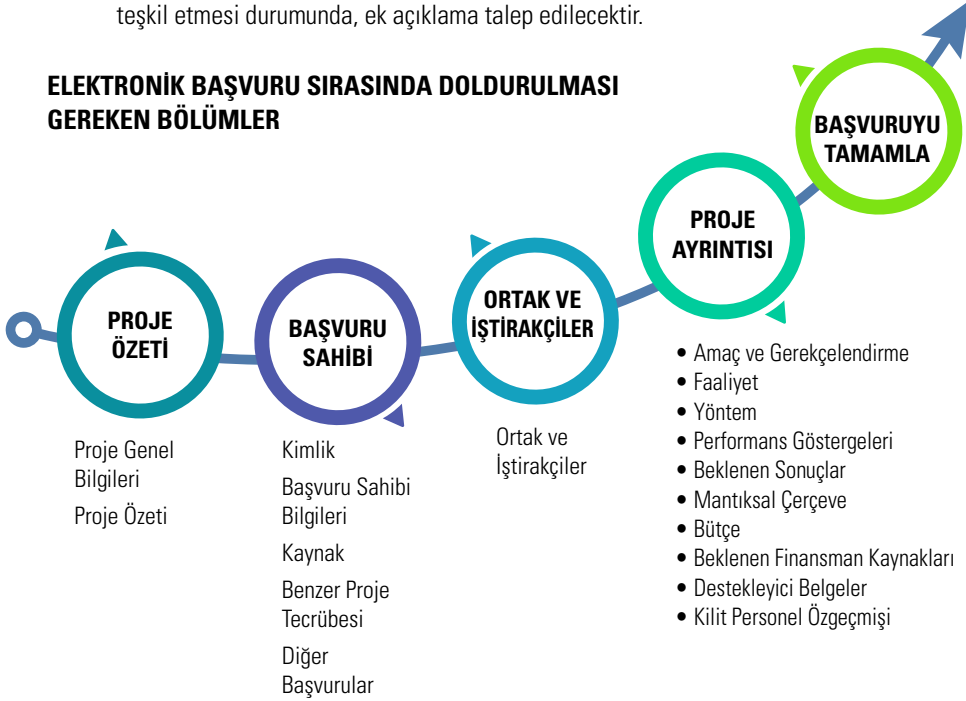 teşkil etmesi durumunda, ek açıklama talep edilecektir.
ELEKTRONİK BAŞVURU SIRASINDA DOLDURULMASI
GEREKEN BÖLÜMLER
PROJE
ÖZETİ
Proje Genel
Bilgileri
Proje Özeti
BAŞVURU
SAHİBİ
Kimlik
Başvuru Sahibi
Bilgileri
Kaynak
Benzer Proje
Tecrübesi
Diğer
Başvurular
ORTAK VE
İŞTİRAKÇİLER
Ortak ve
İştirakçiler
PROJE
AYRINTISI
• Amaç ve Gerekçelendirme
• Faaliyet
• Yöntem
• Performans Göstergeleri
• Beklenen Sonuçlar
• Mantıksal Çerçeve
• Bütçe
• Beklenen Finansman Kaynakları
• Destekleyici Belgeler
• Kilit Personel Özgeçmişi
BAŞVURUYU
TAMAMLA